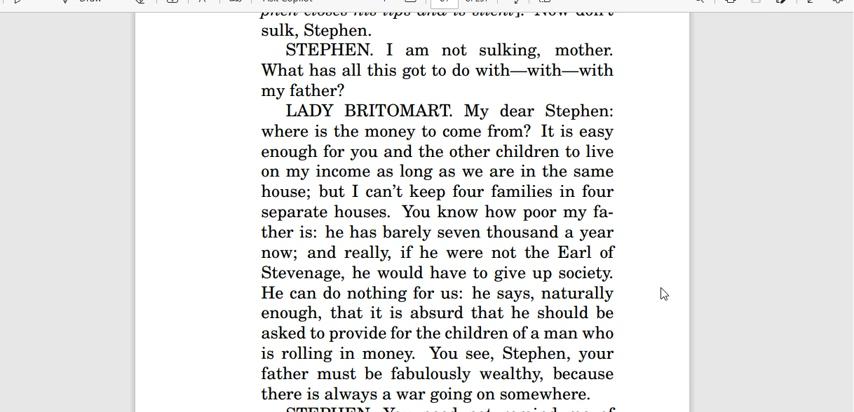 sulk, Stephen.
STEPHEN. I am not sulking, mother.
What has all this got to do with—with—with
my father?
LADY BRITOMART. My dear Stephen:
where is the money to come from? It is easy
enough for you and the other children to live
on my income as long as we are in the same
house; but I can't keep four families in four
separate houses. You know how poor my fa-
ther is: he has barely seven thousand a year
now; and really, if he were not the Earl of
Stevenage, he would have to give up society.
He can do nothing for us: he says, naturally
enough, that it is absurd that he should be
asked to provide for the children of a man who
is rolling in money. You see, Stephen, your
father must be fabulously wealthy, because
there is always a war going on somewhere.